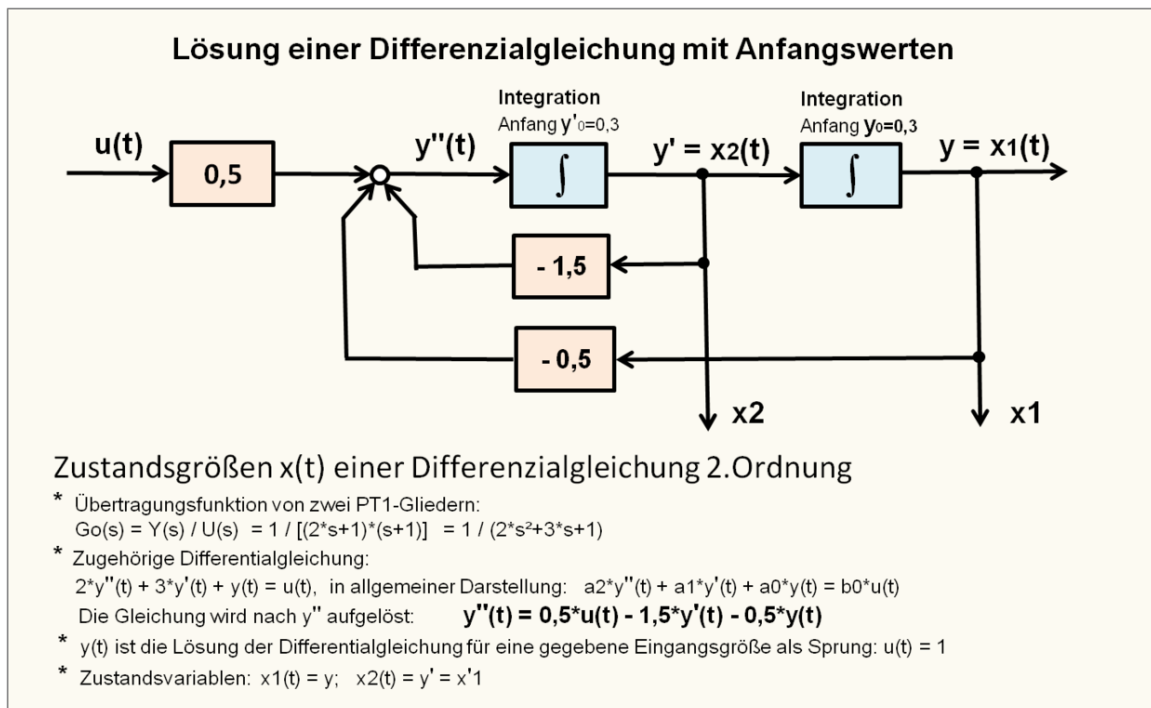 Lösung einer Differenzialgleichung mit Anfangswerten
Integration
Anfang y'0=0,3
Integration
Anfang y0=0,3
u(t)
0,5
y''(t)
∫
y' = x2(t)
∫
y = x1(t)
- 1,5
- 0,5
x2
x1
Zustandsgrößen x(t) einer Differenzialgleichung 2.Ordnung
* Übertragungsfunktion von zwei PT1-Gliedern:
Go(s) = Y(s) / U(s) = 1 / [(2*s+1)*(s+1)] = 1 / (2*s²+3*s+1)
* Zugehörige Differentialgleichung:
2*y''(t) + 3*y'(t) + y(t) = u(t), in allgemeiner Darstellung: a2*y''(t) + a1*y'(t) + a0*y(t) = b0*u(t)
Die Gleichung wird nach y'' aufgelöst: y''(t) = 0,5*u(t) - 1,5*y'(t) - 0,5*y(t)
* y(t) ist die Lösung der Differentialgleichung für eine gegebene Eingangsgröße als Sprung: u(t) = 1
* Zustandsvariablen: x1(t) = y; x2(t) = y' = x'1